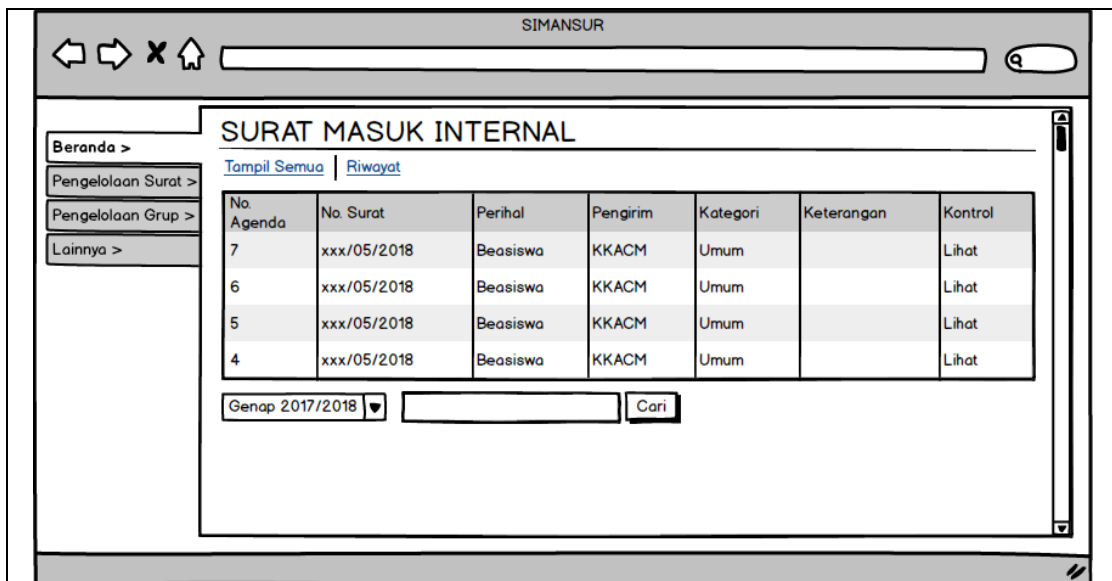 SIMANSUR
Beranda >
Pengelolaan Surat >
Pengelolaan Grup >
Lainnya >
SURAT MASUK INTERNAL
Tampil Semua | Riwayat
No. Agenda No. Surat Perihal Pengirim Kategori Keterangan Kontrol
7 xxx/05/2018 Beasiswa KKACM Umum Lihat
6 xxx/05/2018 Beasiswa KKACM Umum Lihat
5 xxx/05/2018 Beasiswa KKACM Umum Lihat
4 xxx/05/2018 Beasiswa KKACM Umum Lihat
Genap 2017/2018 Cari